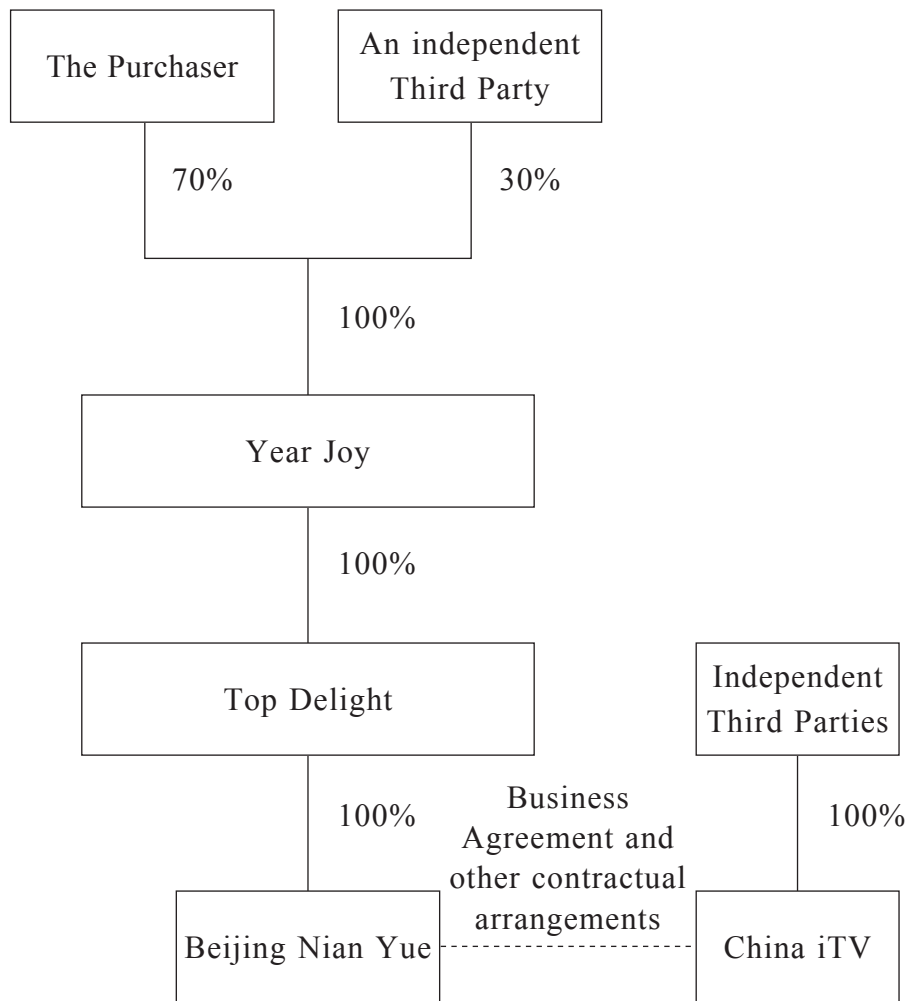 The Purchaser
An independent
Third Party
70%
30%
100%
Year Joy
100%
Top Delight
Independent
Third Parties
100%
Business
Agreement and
other contractual
arrangements
100%
Beijing Nian Yue
China iTV